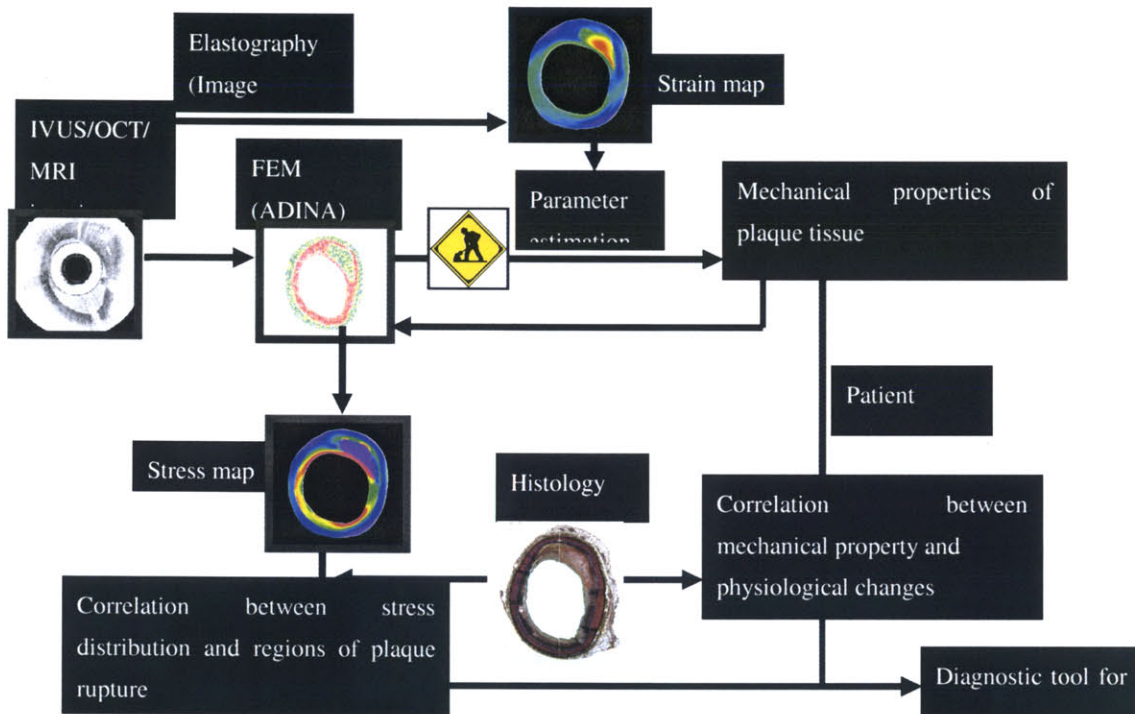 Elastography
(Image
Strain map
IVUS/OCT/
MRI
FEM
(ADINA)
Parameter
estimation
Mechanical properties of
plaque tissue
Patient
Stress map
Histology
Correlation between
mechanical property and
physiological changes
Correlation between stress
distribution and regions of plaque
rupture
Diagnostic tool for